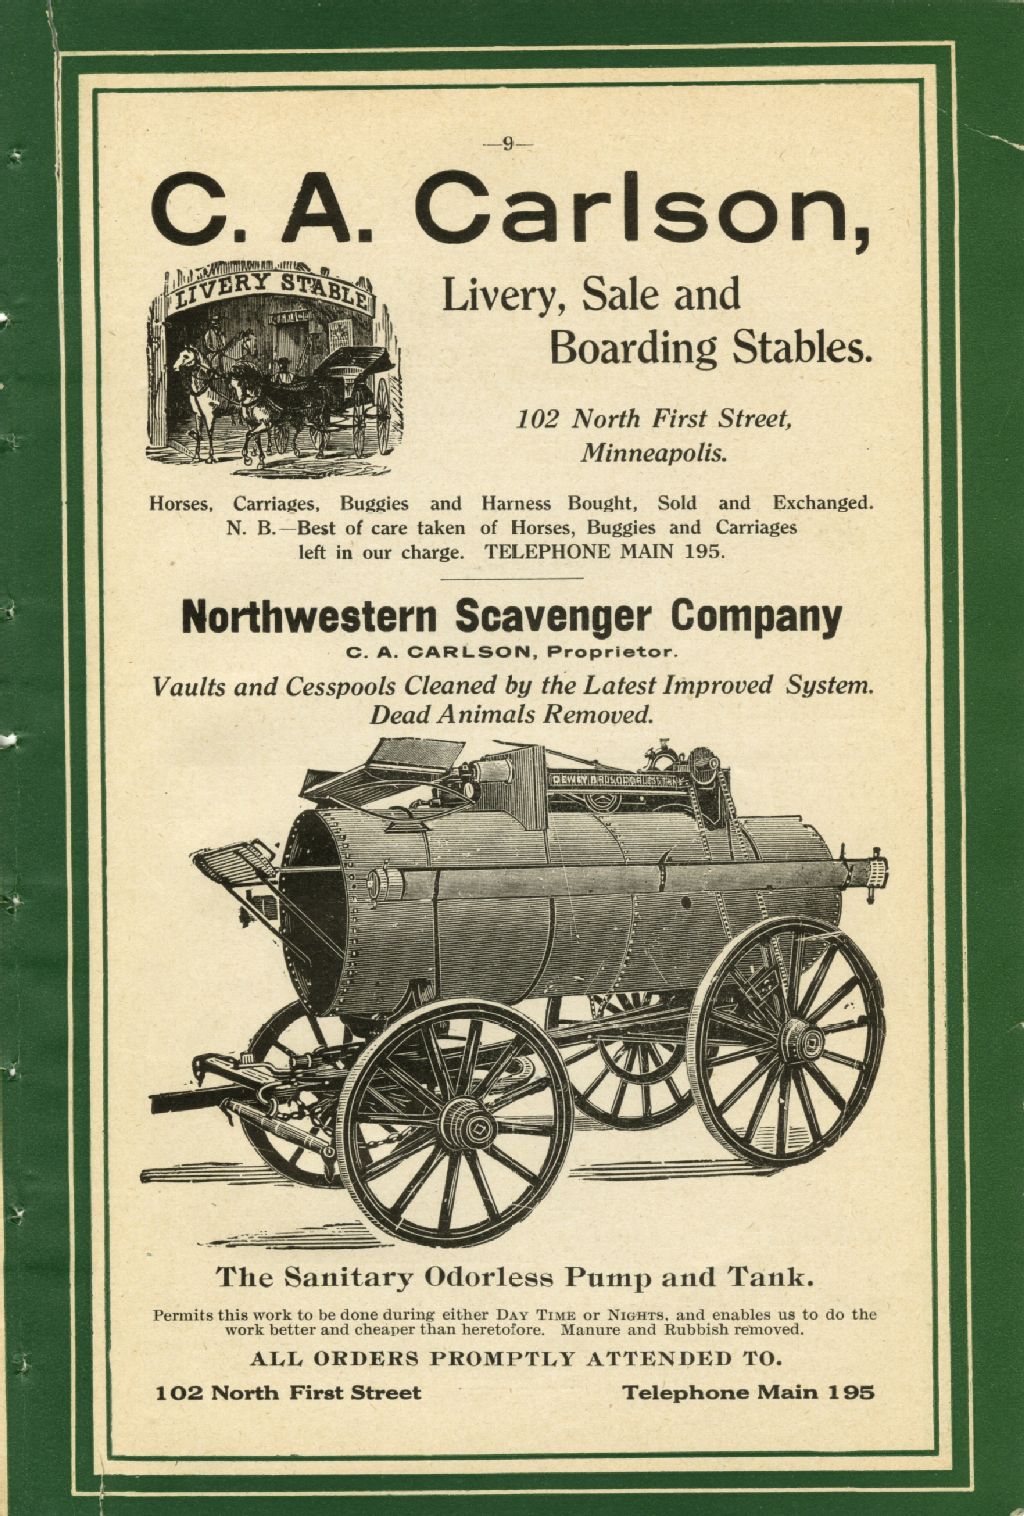 —9—
C. A. Carlson,
LIVERY STABLE
Livery, Sale and
Boarding Stables.
102 North First Street,
Minneapolis.
Horses, Carriages, Buggies and Harness Bought, Sold and Exchanged.
N. B.—Best of care taken of Horses, Buggies and Carriages
left in our charge. TELEPHONE MAIN 195.
Northwestern Scavenger Company
C. A. CARLSON, Proprietor.
Vaults and Cesspools Cleaned by the Latest Improved System.
Dead Animals Removed.
DEWEY BROS ODORLESS TANK
The Sanitary Odorless Pump and Tank.
Permits this work to be done during either DAY TIME or NIGHTS, and enables us to do the
work better and cheaper than heretofore. Manure and Rubbish removed.
ALL ORDERS PROMPTLY ATTENDED TO.
102 North First Street Telephone Main 195